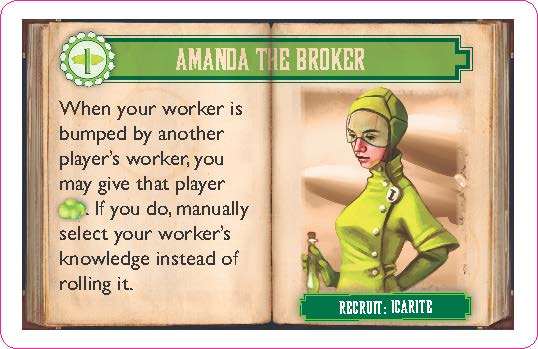 AMANDA THE BROKER
When your worker is
bumped by another
player's worker, you
may give that player
. If you do, manually
select your worker's
knowledge instead of
rolling it.
I
RECRUIT: ICARITE